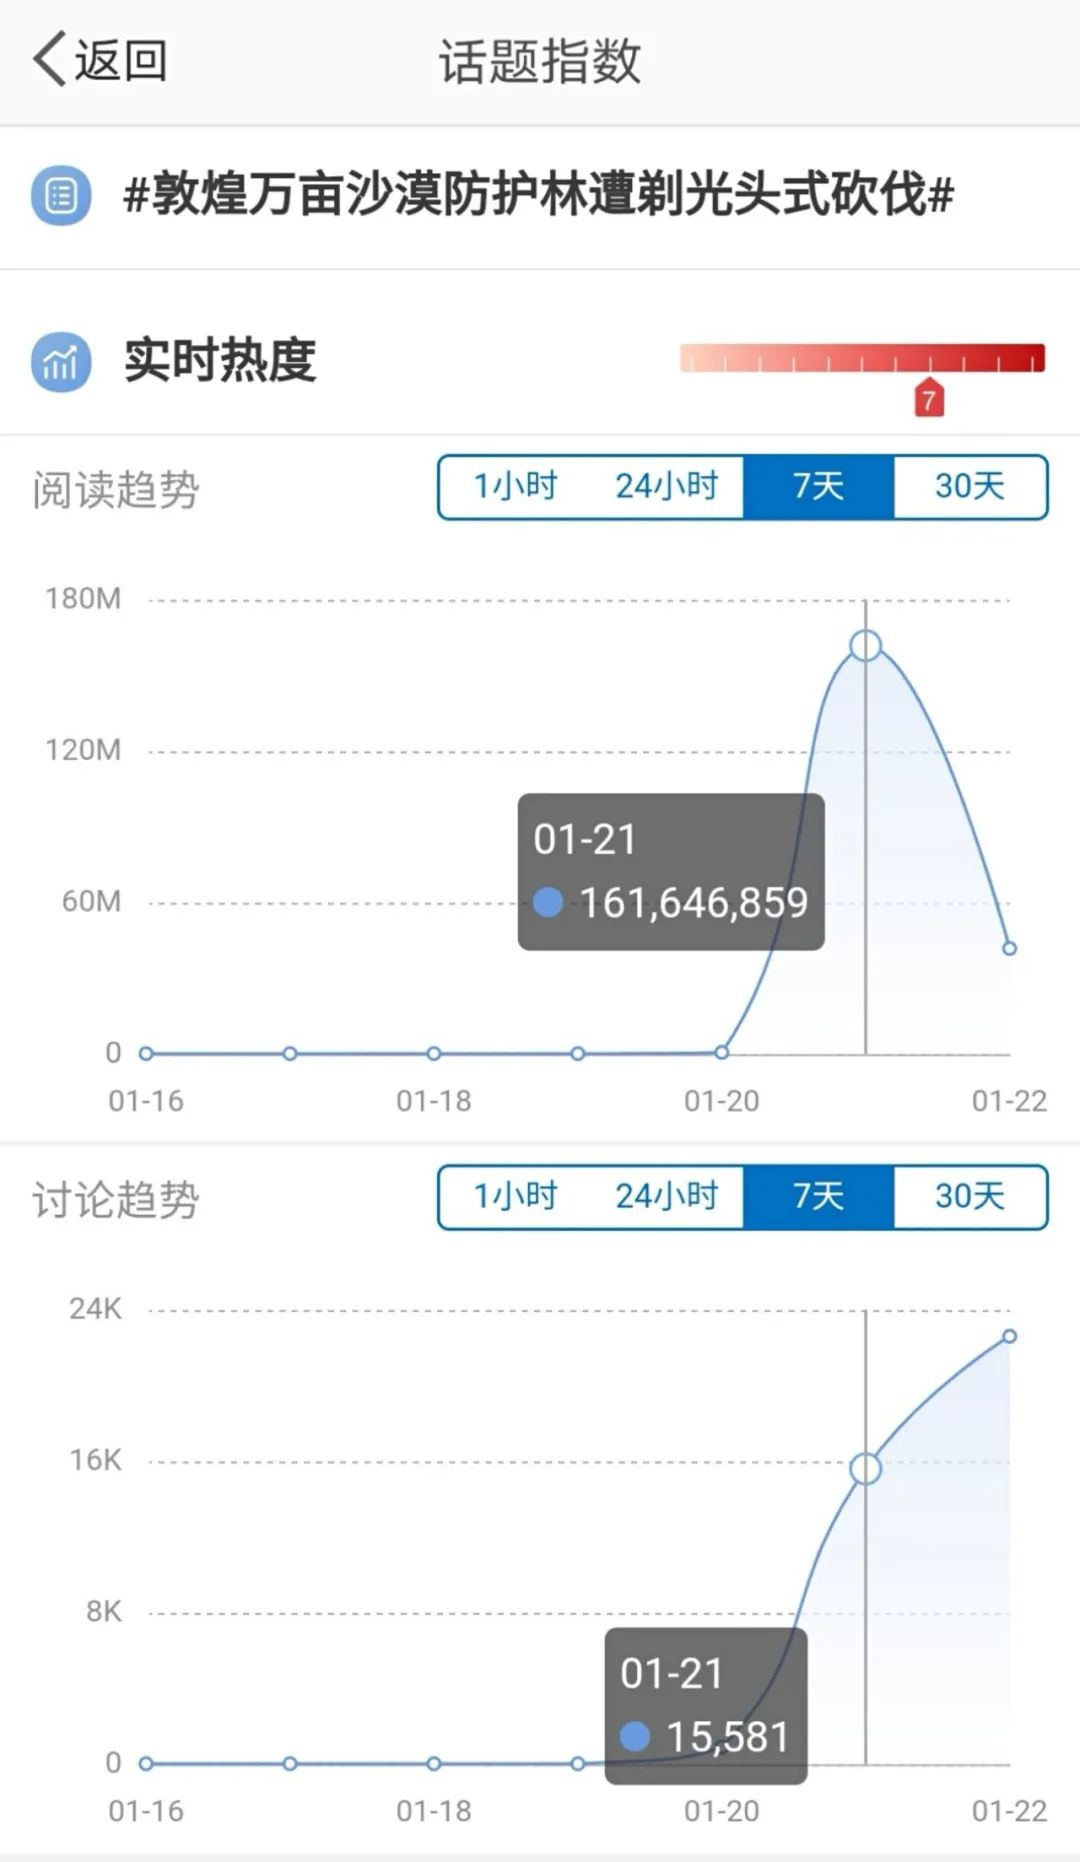 返回
话题指数
#敦煌万亩沙漠防护林遭剃光头式砍伐#
实时热度
7
阅读趋势
1小时 24小时 7天 30天
180M
120M
01-21
60M
161,646,859
0
01-16 01-18 01-20 01-22
讨论趋势
1小时 24小时 7天 30天
24K
16K
8K
01-21
15,581
0
01-16 01-18 01-20 01-22